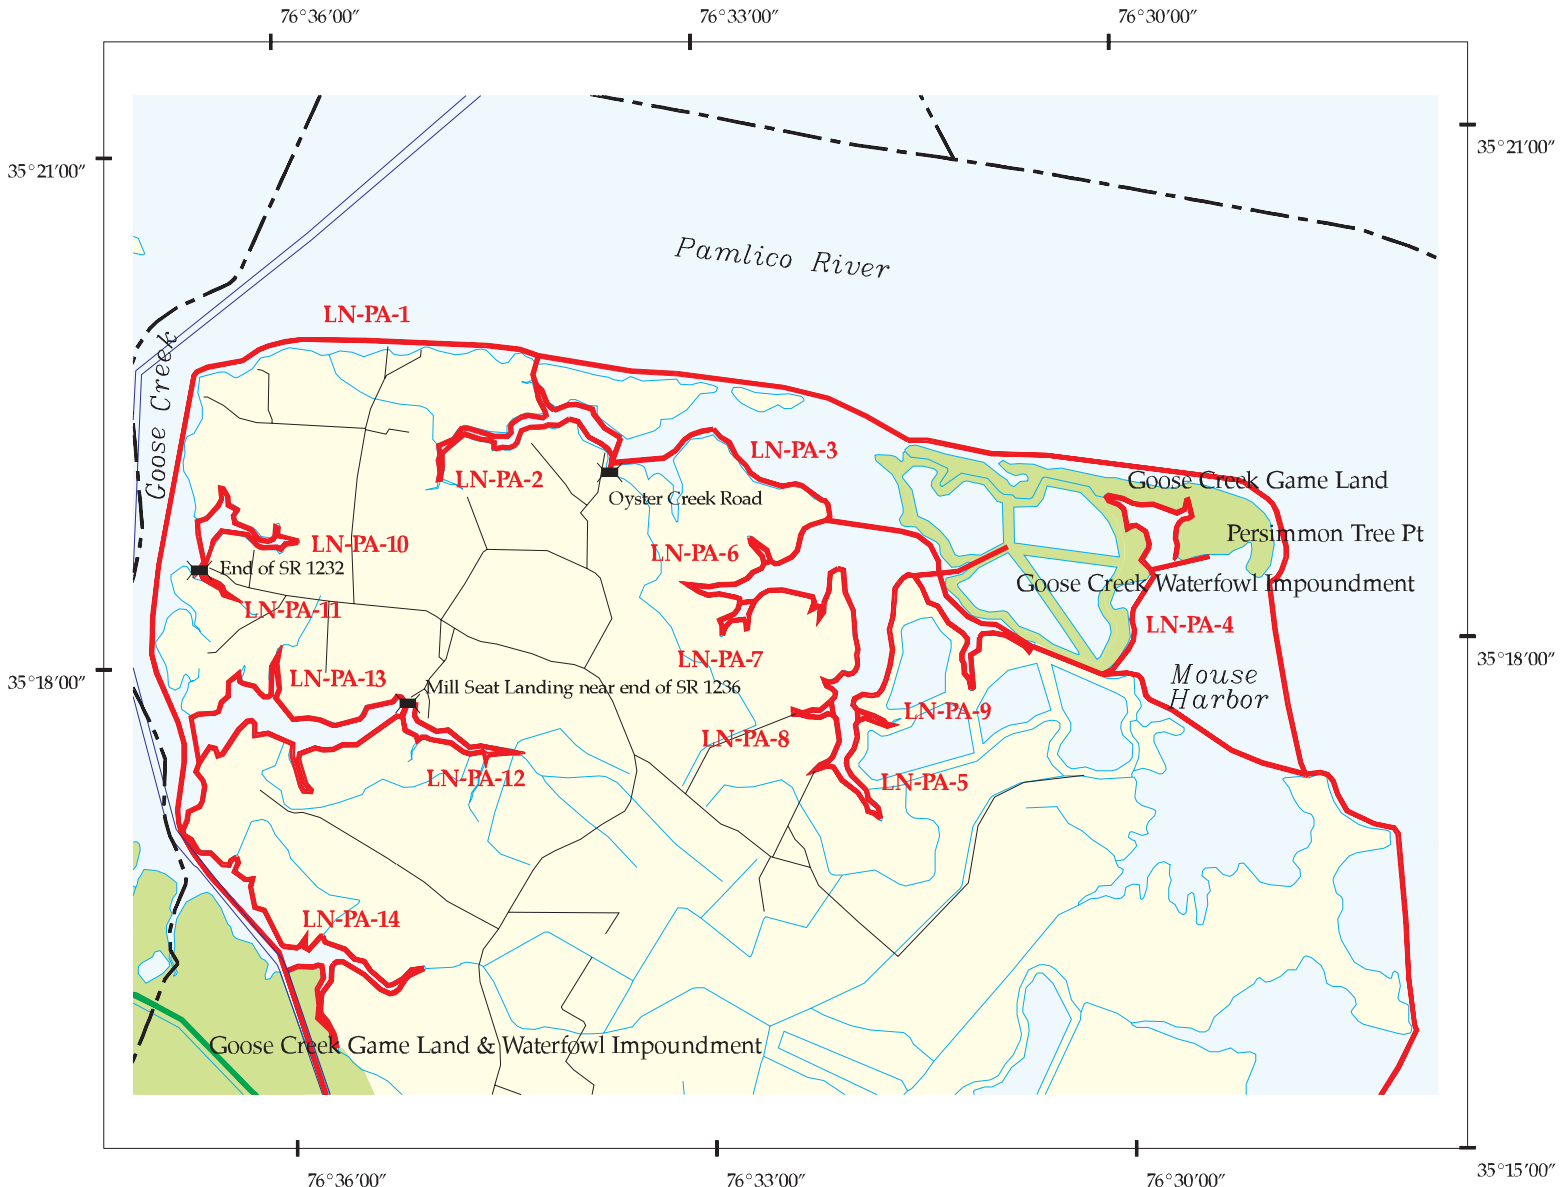 76°36′00″ 76°33′00″ 76°30′00″
35°21′00″ 35°21′00″
Pamlico River
LN-PA-1
Goose Creek
LN-PA-3
LN-PA-2
Goose Creek Game Land
Oyster Creek Road
Persimmon Tree Pt
LN-PA-10
LN-PA-6
End of SR 1232
Goose Creek Waterfowl Impoundment
LN-PA-11
LN-PA-4
LN-PA-7
35°18′00″ 35°18′00″
LN-PA-13
Mouse
Harbor
Mill Seat Landing near end of SR 1236
LN-PA-9
LN-PA-8
LN-PA-12
LN-PA-5
LN-PA-14
Goose Creek Game Land & Waterfowl Impoundment
35°15′00″
76°36′00″ 76°33′00″ 76°30′00″